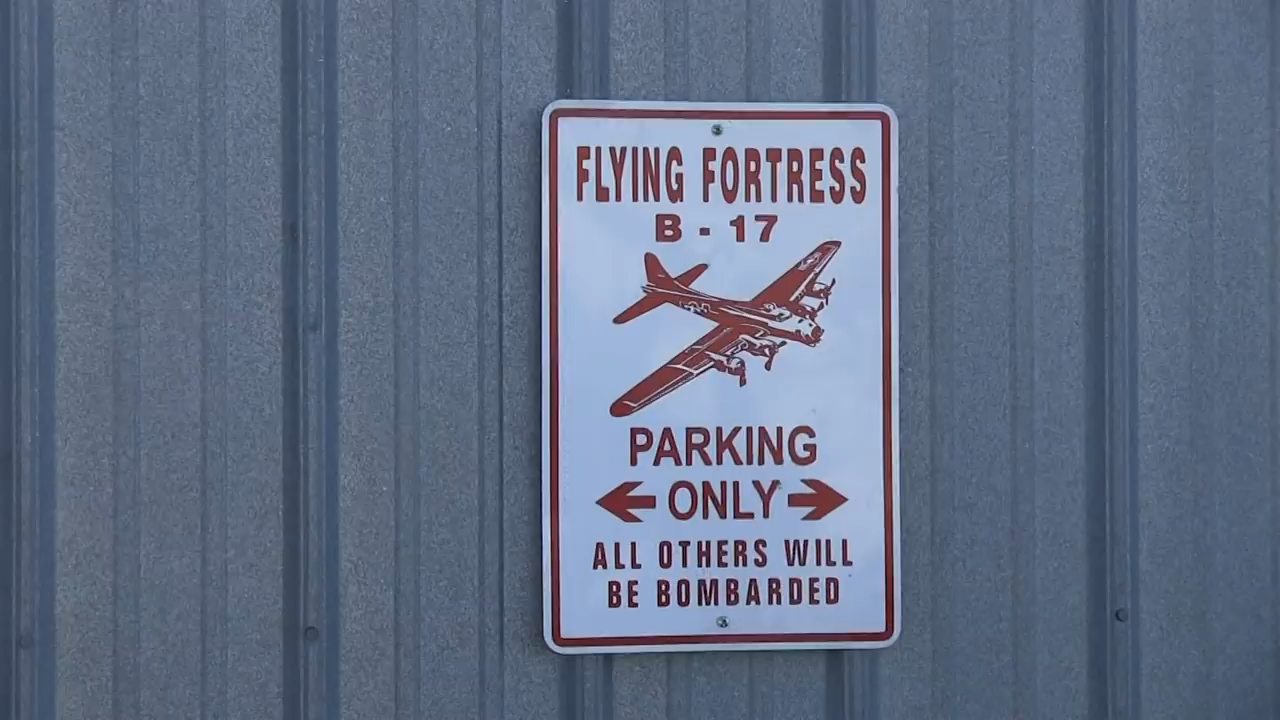 FLYING FORTRESS
B - 17
PARKING
ONLY
ALL OTHERS WILL
BE BOMBARDED